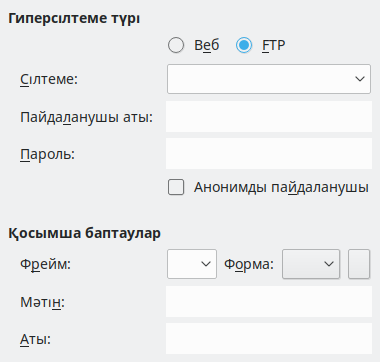 Гиперсілтеме түрі
Веб FTP
Сілтеме:
Пайдаланушы аты:
Пароль:
Анонимды пайдаланушы
Қосымша баптаулар
Фрейм: Форма:
Мәтін:
Аты: